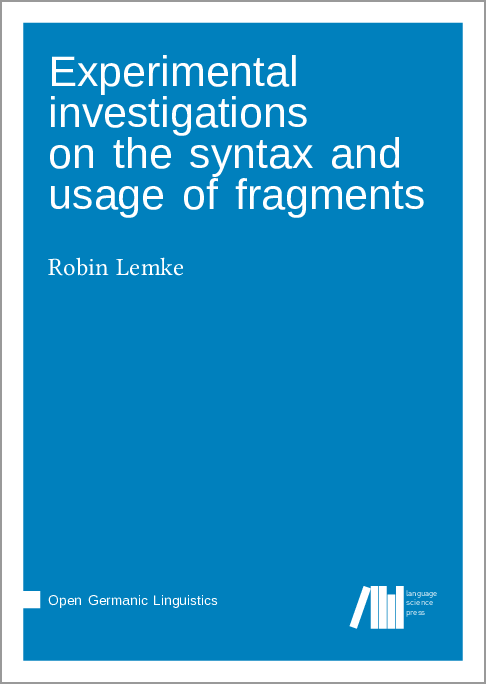 Experimental
investigations
on the syntax and
usage of fragments
Robin Lemke
Open Germanic Linguistics
language
science
press